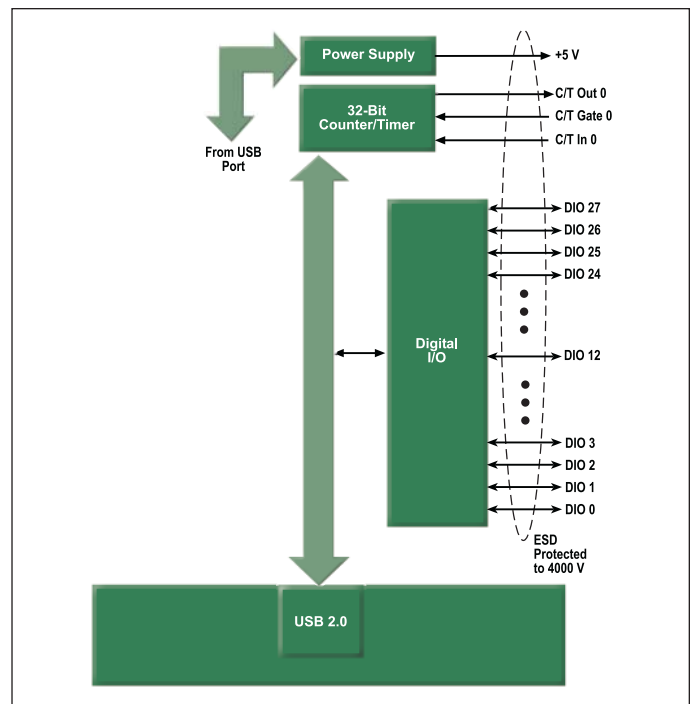 Power Supply
+5 V
C/T Out 0
32-Bit
Counter/Timer
C/T Gate 0
C/T In 0
From USB
Port
DIO 27
DIO 26
DIO 25
DIO 24
Digital
I/O
DIO 12
DIO 3
DIO 2
DIO 1
DIO 0
ESD
Protected
to 4000 V
USB 2.0